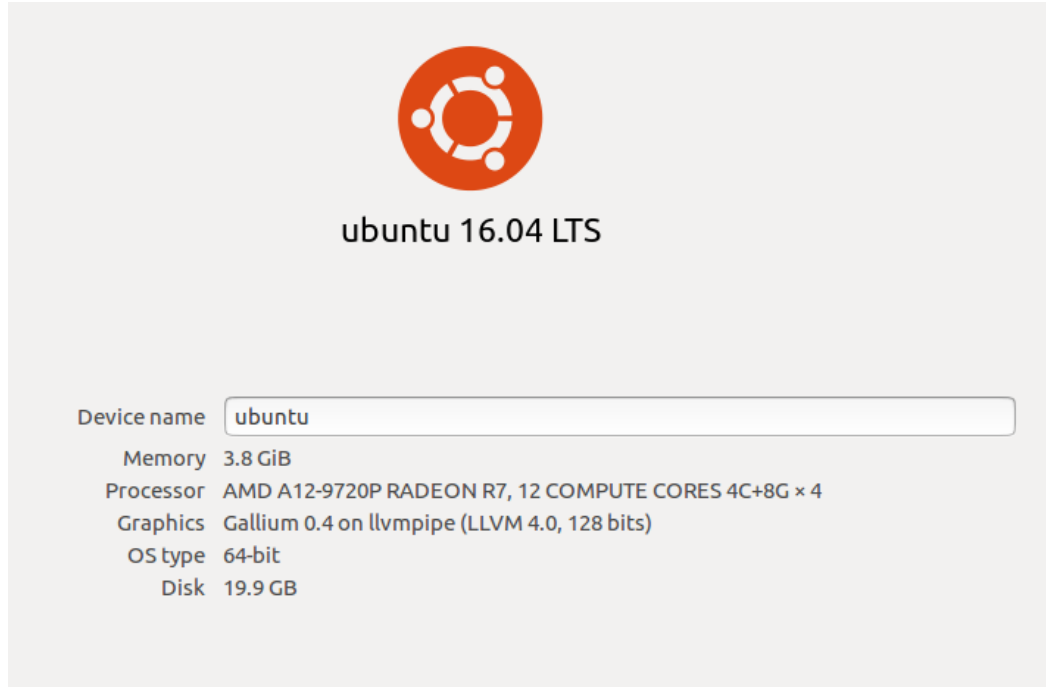 ubuntu 16.04 LTS
Device name ubuntu
Memory 3.8 GiB
Processor AMD A12-9720P RADEON R7, 12 COMPUTE CORES 4C+8G × 4
Graphics Gallium 0.4 on llvmpipe (LLVM 4.0, 128 bits)
OS type 64-bit
Disk 19.9 GB